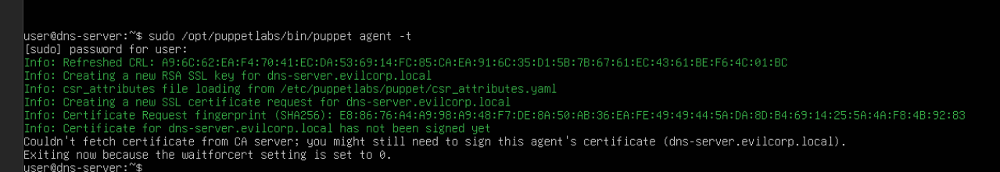 user@dns-server:~$ sudo /opt/puppetlabs/bin/puppet agent -t
[sudo] password for user:
Info: Refreshed CRL: A9:6C:62:EA:F4:70:41:EC:DA:53:69:14:FC:85:CA:EA:91:6C:35:D1:5B:7B:67:61:EC:43:61:BE:F6:4C:01:BC
Info: Creating a new RSA SSL key for dns-server.evilcorp.local
Info: csr_attributes file loading from /etc/puppetlabs/puppet/csr_attributes.yaml
Info: Creating a new SSL certificate request for dns-server.evilcorp.local
Info: Certificate Request fingerprint (SHA256): E8:86:76:A4:A9:98:A9:48:F7:DE:8A:50:AB:36:EA:FE:49:49:44:5A:DA:8D:B4:69:14:25:5A:4A:F8:4B:92:83
Info: Certificate for dns-server.evilcorp.local has not been signed yet
Couldn't fetch certificate from CA server; you might still need to sign this agent's certificate (dns-server.evilcorp.local).
Exiting now because the waitforcert setting is set to 0.
user@dns-server:~$